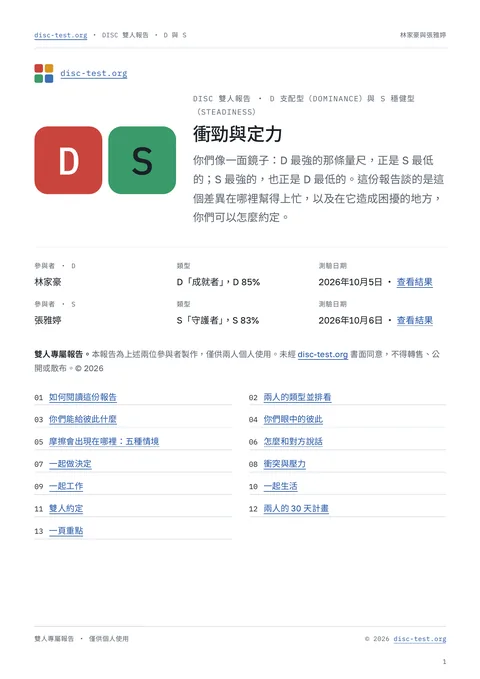 disc-test.org · DISC 雙人報告 · D 與 S
林家豪與張雅婷
disc-test.org
DISC 雙人報告 · D 支配型 (DOMINANCE) 與 S 穩健型
(STEADINESS)
D
S
衝勁與定力
你們像一面鏡子：D 最強的那條量尺，正是 S 最低
的；S 最強的，也正是 D 最低的。這份報告談的是這
個差異在哪裡幫得上忙，以及在它造成困擾的地方，
你們可以怎麼約定。
參與者 · D
類型
測驗日期
林家豪
D「成就者」，D 85%
2026年10月5日 · 查看結果
參與者 · S
類型
測驗日期
張雅婷
S「守護者」，S 83%
2026年10月6日 · 查看結果
雙人專屬報告。本報告為上述兩位參與者製作，僅供兩人個人使用。未經 disc-test.org 書面同意，不得轉售、公
開或散布。© 2026
01 如何閱讀這份報告
02 兩人的類型並排看
03 你們能給彼此什麼
04 你們眼中的彼此
05 摩擦會出現在哪裡：五種情境
06 怎麼和對方說話
07 一起做決定
08 衝突與壓力
09 一起工作
10 一起生活
11 雙人約定
12 兩人的 30 天計畫
13 一頁重點
雙人專屬報告 · 僅供個人使用
© 2026 disc-test.org
1